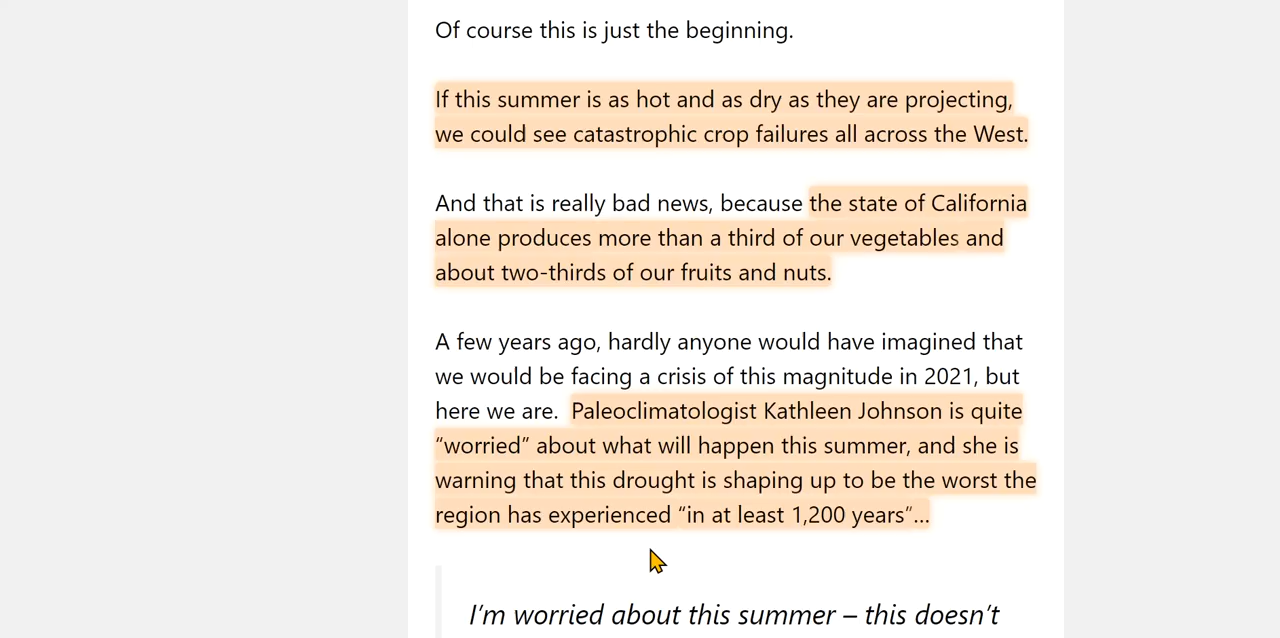 Of course this is just the beginning.
If this summer is as hot and as dry as they are projecting,
we could see catastrophic crop failures all across the West.
And that is really bad news, because the state of California
alone produces more than a third of our vegetables and
about two-thirds of our fruits and nuts.
A few years ago, hardly anyone would have imagined that
we would be facing a crisis of this magnitude in 2021, but
here we are.  Paleoclimatologist Kathleen Johnson is quite
“worried” about what will happen this summer, and she is
warning that this drought is shaping up to be the worst the
region has experienced “in at least 1,200 years”…
I’m worried about this summer – this doesn’t